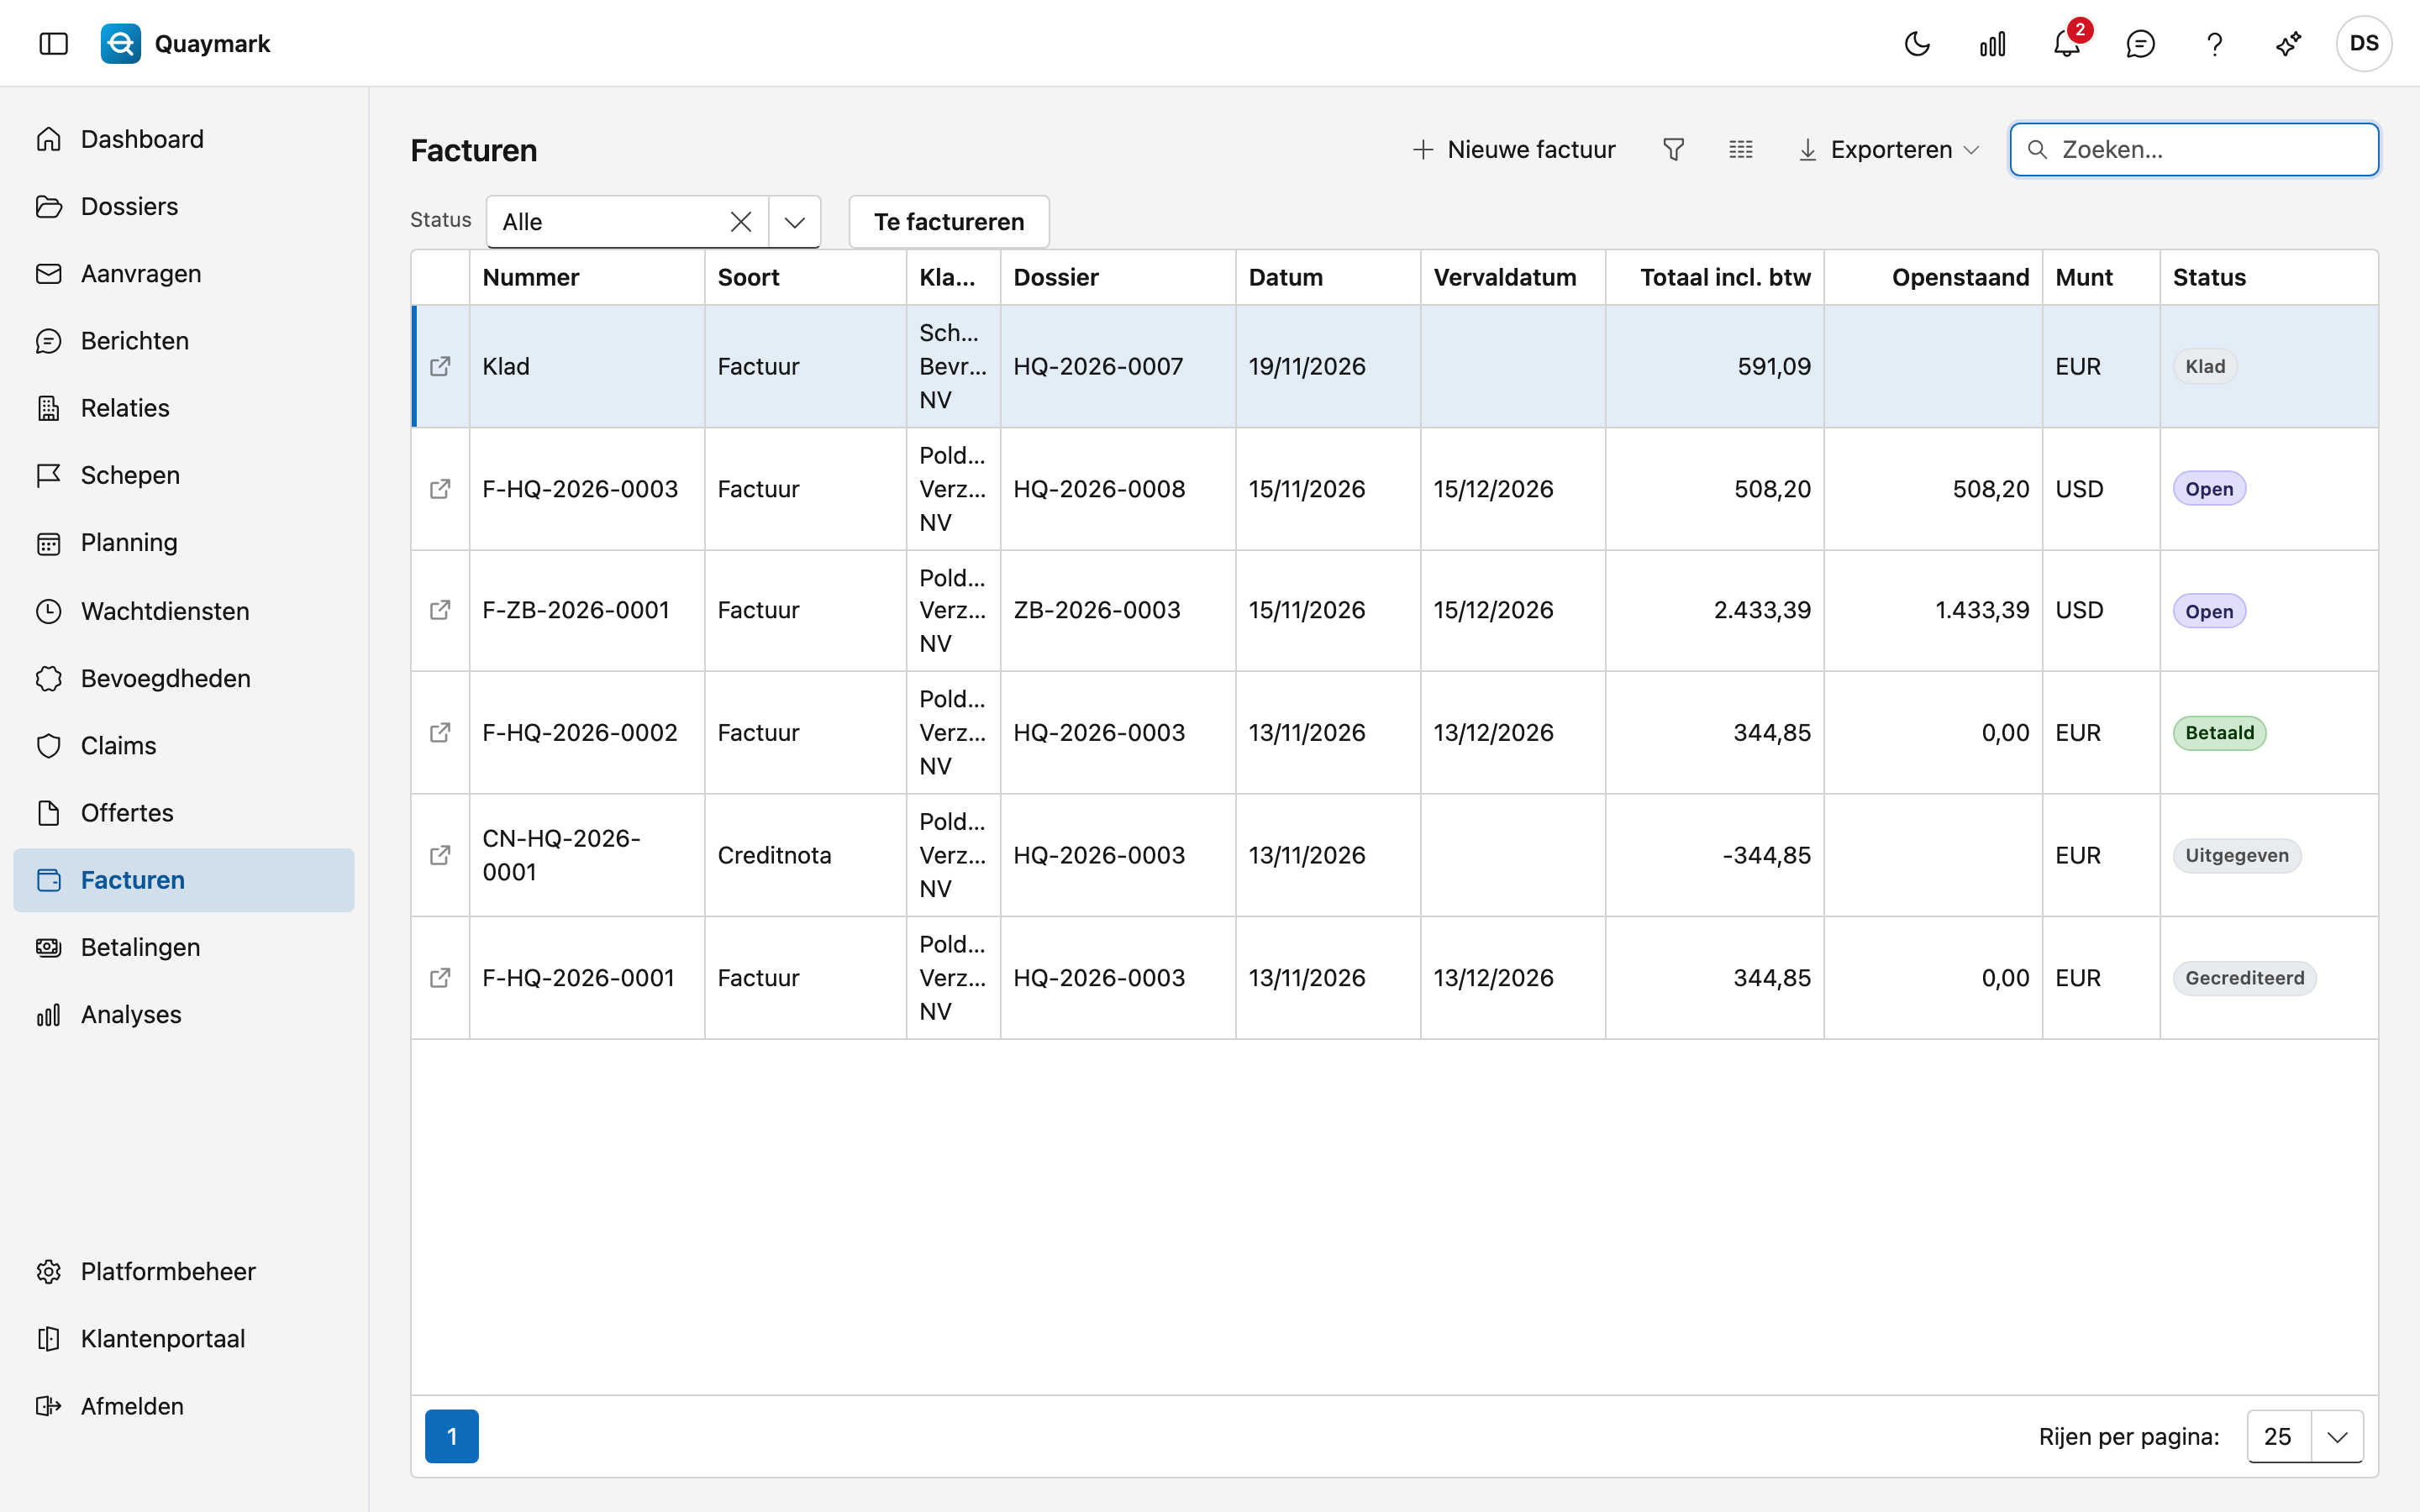 Quaymark
2
DS
Dashboard
Dossiers
Aanvragen
Berichten
Relaties
Schepen
Planning
Wachtdiensten
Bevoegdheden
Claims
Offertes
Facturen
Betalingen
Analyses
Platformbeheer
Klantenportaal
Afmelden
Facturen
Nieuwe factuur
Exporteren
Zoeken...
Status
Alle
Te factureren
Nummer Soort Kla... Dossier Datum Vervaldatum Totaal incl. btw Openstaand Munt Status
Klad Factuur Sch... Bevr... NV HQ-2026-0007 19/11/2026 591,09 EUR Klad
F-HQ-2026-0003 Factuur Pold... Verz... NV HQ-2026-0008 15/11/2026 15/12/2026 508,20 508,20 USD Open
F-ZB-2026-0001 Factuur Pold... Verz... NV ZB-2026-0003 15/11/2026 15/12/2026 2.433,39 1.433,39 USD Open
F-HQ-2026-0002 Factuur Pold... Verz... NV HQ-2026-0003 13/11/2026 13/12/2026 344,85 0,00 EUR Betaald
CN-HQ-2026-0001 Creditnota Pold... Verz... NV HQ-2026-0003 13/11/2026 -344,85 EUR Uitgegeven
F-HQ-2026-0001 Factuur Pold... Verz... NV HQ-2026-0003 13/11/2026 13/12/2026 344,85 0,00 EUR Gecrediteerd
1
Rijen per pagina: 25